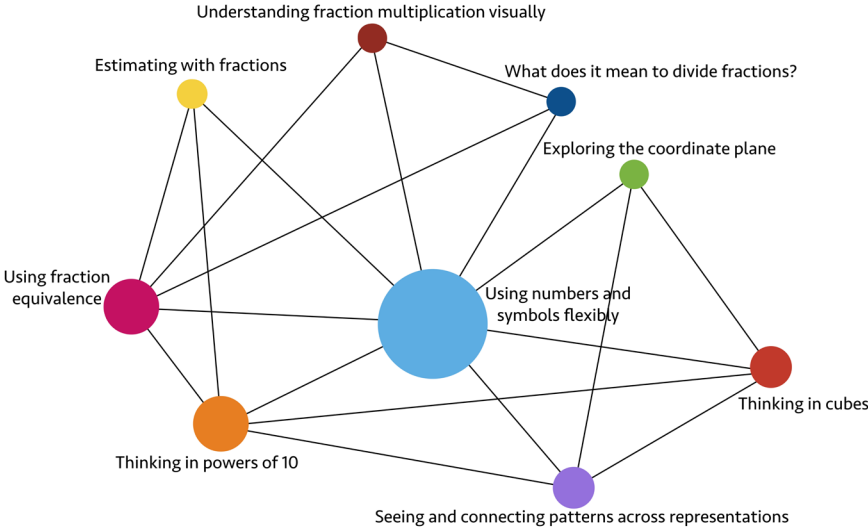 Understanding fraction multiplication visually
Estimating with fractions
What does it mean to divide fractions?
Exploring the coordinate plane
Using fraction
equivalence
Using numbers and
symbols flexibly
Thinking in cubes
Thinking in powers of 10
Seeing and connecting patterns across representations